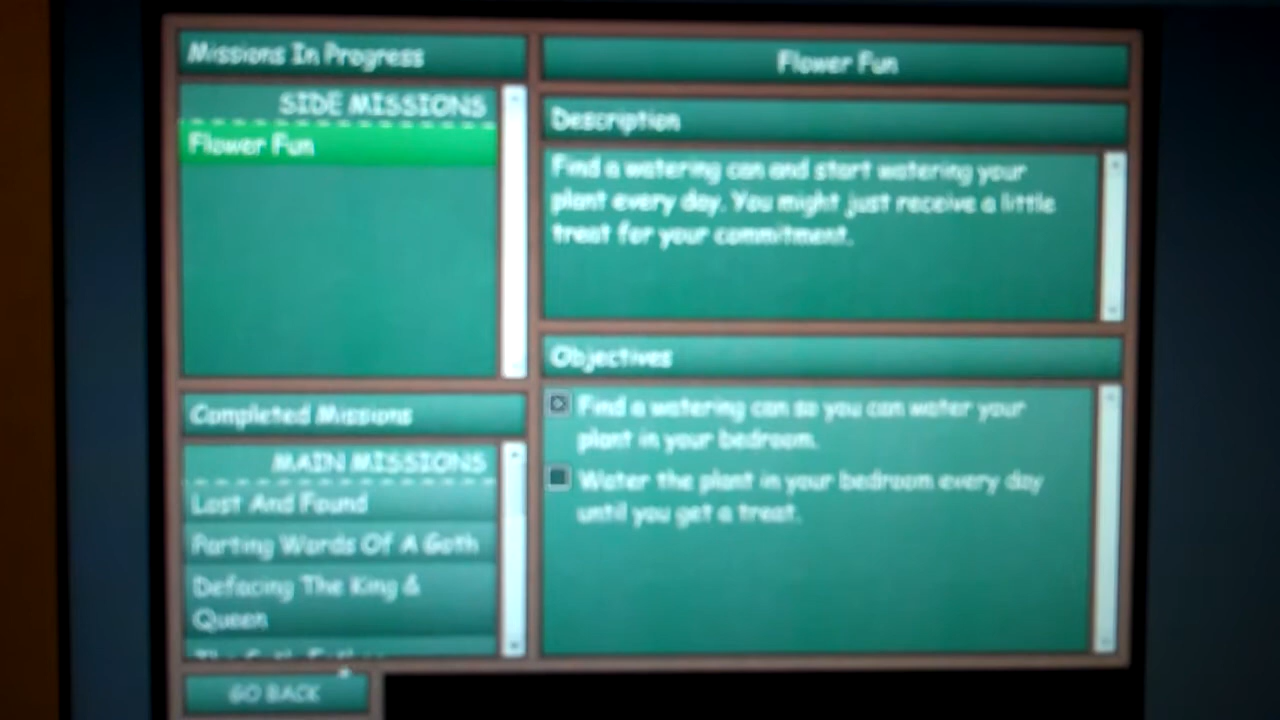 Missions In Progress
SIDE MISSIONS
Flower Fun
Completed Missions
MAIN MISSIONS
Lost And Found
Parting Words Of A Goth
Defacing The King &
Queen
GO BACK
Flower Fun
Description
Find a watering can and start watering your
plant every day. You might just receive a little
treat for your commitment.
Objectives
Find a watering can so you can water your
plant in your bedroom.
Water the plant in your bedroom every day
until you get a treat.